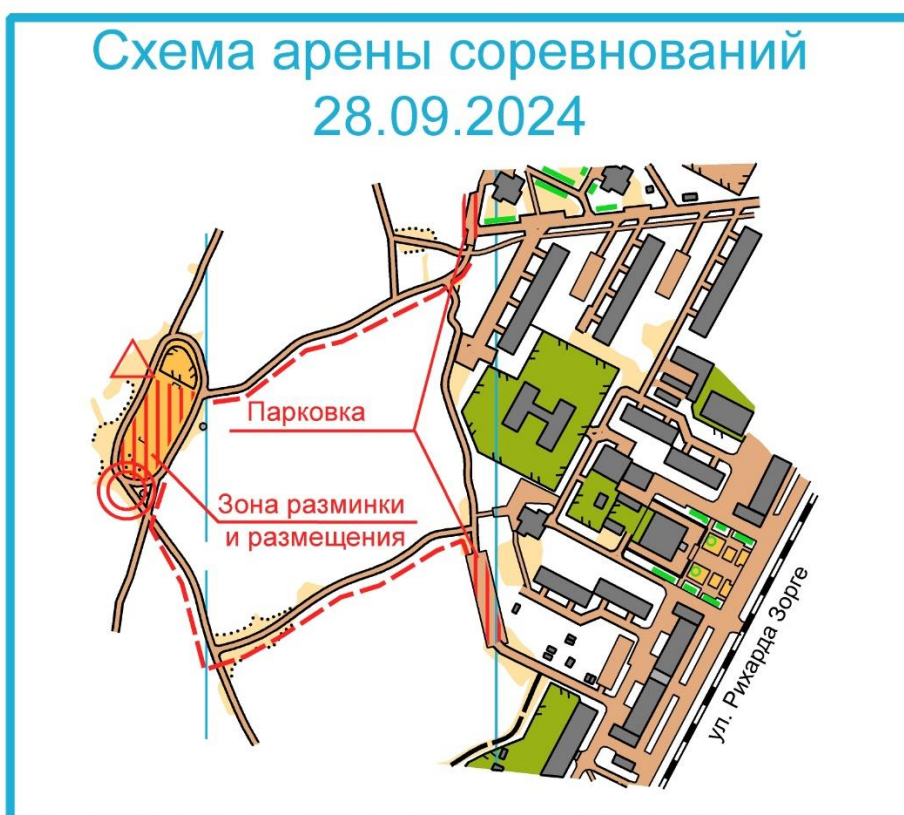 Схема арены соревнований
28.09.2024
Парковка
Зона разминки
и размещения
ул. Рихарда Зорге